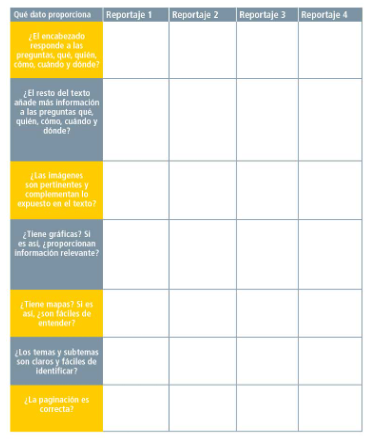 Qué dato proporciona Reportaje 1 Reportaje 2 Reportaje 3 Reportaje 4
¿El encabezado
responde a las
preguntas, qué, quién,
cómo, cuándo y dónde?
¿El resto del texto
añade más información
a las preguntas qué,
quién, cómo, cuándo y
dónde?
¿Las imágenes
son pertinentes y
complementan lo
expuesto en el texto?
¿Tiene gráficas? Si
es así, ¿proporcionan
información relevante?
¿Tiene mapas? Si es
así, ¿son fáciles de
entender?
¿Los temas y subtemas
son claros y fáciles de
identificar?
¿La paginación es
correcta?